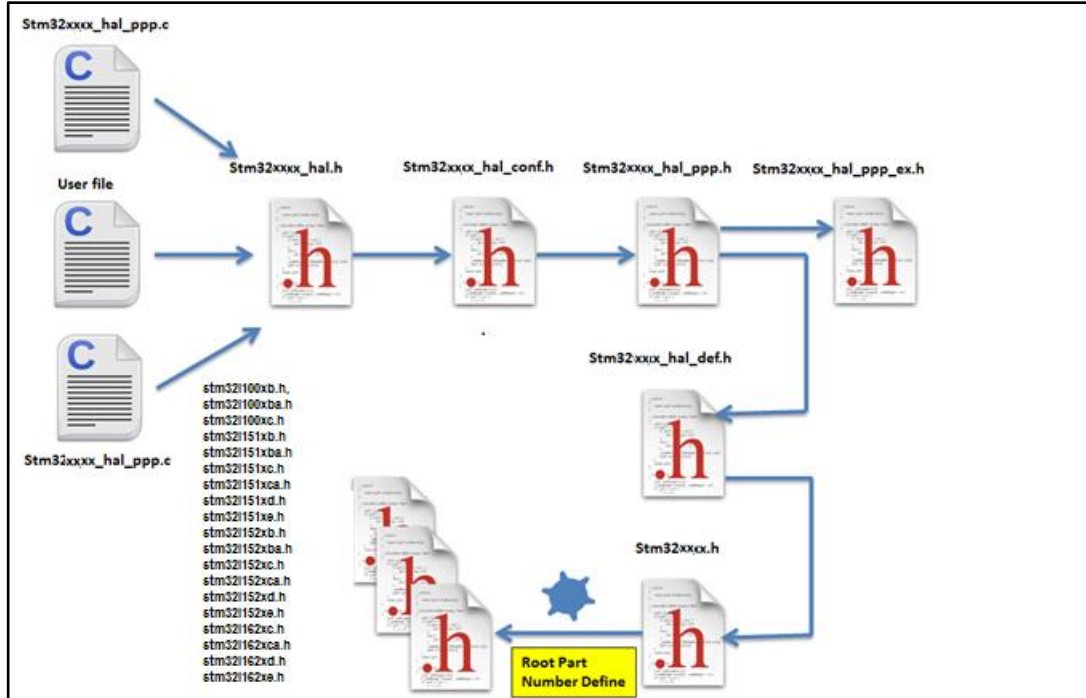 Stm32xxxx_hal_ppp.c
C
User file
C
C
Stm32xxxx_hal_ppp.c
Stm32xxxx_hal.h
.h
Stm32xxxx_hal_conf.h
.h
Stm32xxxx_hal_ppp.h
.h
Stm32xxxx_hal_ppp_ex.h
.h
Stm32xxxx_hal_def.h
.h
Stm32xxxx.h
.h
Root Part
Number Define
.h
.h
.h
stm32l100xb.h,
stm32l100xba.h
stm32l100xc.h
stm32l151xb.h
stm32l151xba.h
stm32l151xc.h
stm32l151xca.h
stm32l151xd.h
stm32l151xe.h
stm32l152xb.h
stm32l152xba.h
stm32l152xc.h
stm32l152xca.h
stm32l152xd.h
stm32l152xe.h
stm32l162xc.h
stm32l162xca.h
stm32l162xd.h
stm32l162xe.h